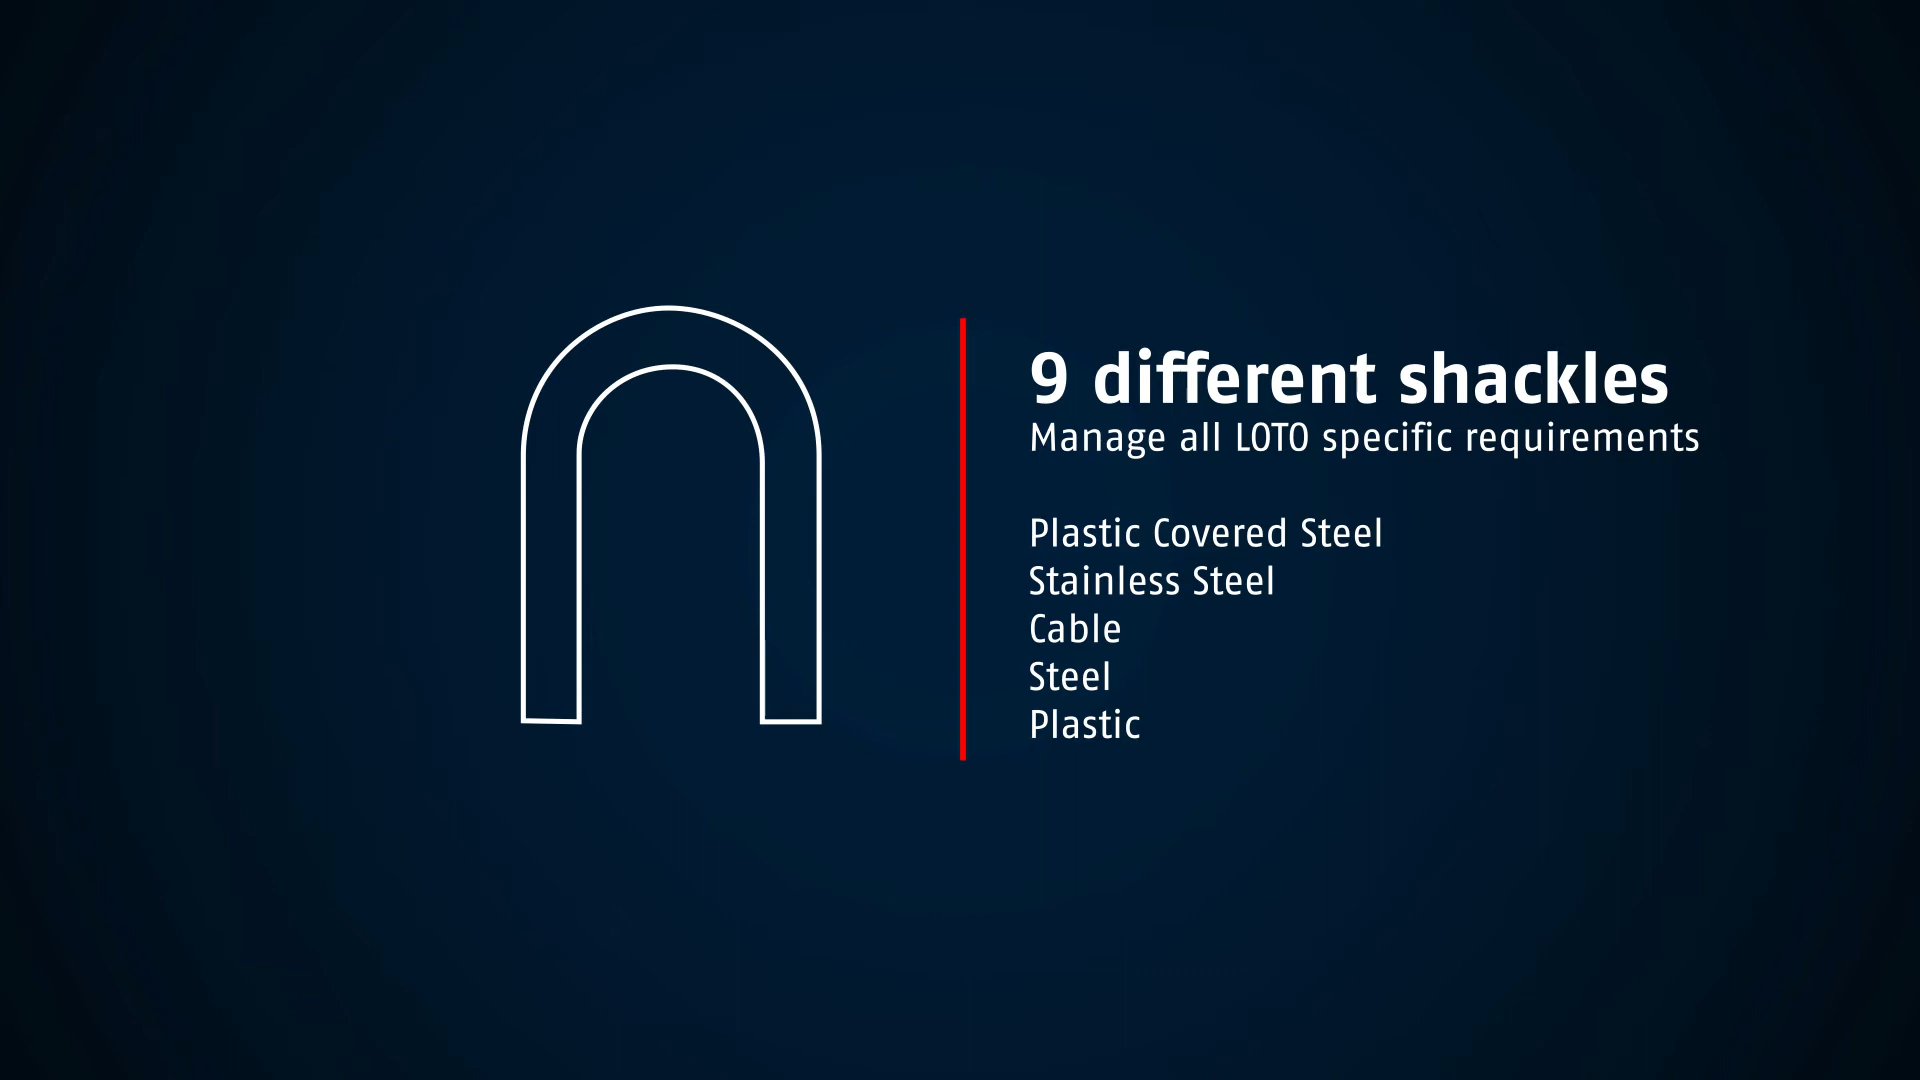 9 different shackles
Manage all LOTO specific requirements
Plastic Covered Steel
Stainless Steel
Cable
Steel
Plastic